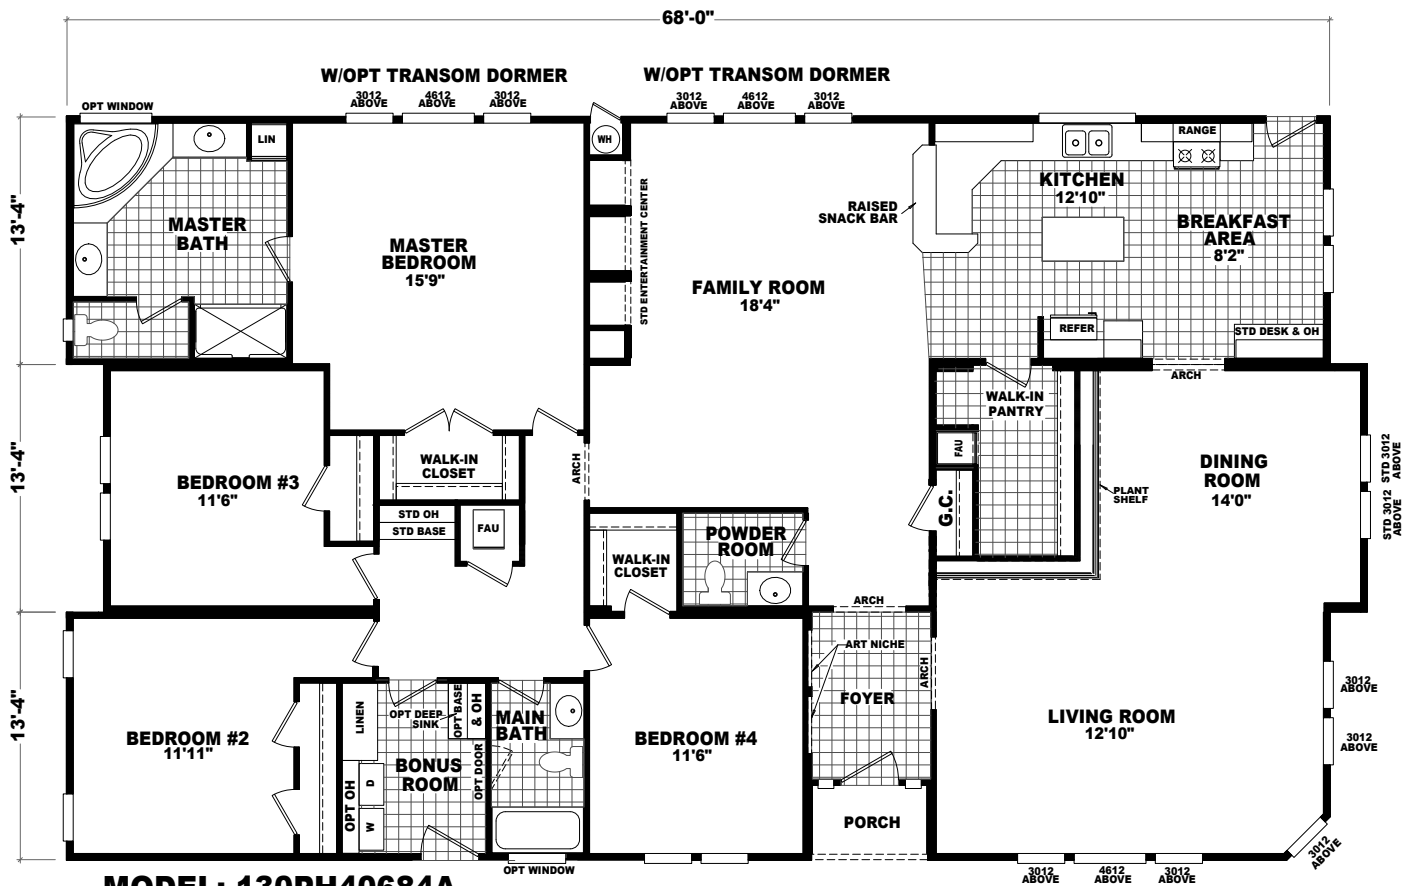 68'-0"
W/OPT TRANSOM DORMER
W/OPT TRANSOM DORMER
3012
ABOVE
4612
ABOVE
3012
ABOVE
3012
ABOVE
4612
ABOVE
3012
ABOVE
OPT WINDOW
13'-4"
LIN
MASTER
BATH
MASTER
BEDROOM
15'9"
WH
STD ENTERTAINMENT CENTER
FAMILY ROOM
18'4"
RAISED
SNACK BAR
KITCHEN
12'10"
RANGE
BREAKFAST
AREA
8'2"
REFER
STD DESK & OH
ARCH
13'-4"
BEDROOM #3
11'6"
WALK-IN
CLOSET
STD OH
STD BASE
FAU
ARCH
WALK-IN
CLOSET
POWDER
ROOM
WALK-IN
PANTRY
FAU
G.C.
PLANT
SHELF
DINING
ROOM
14'0"
STD 3012
ABOVE
STD 3012
ABOVE
13'-4"
BEDROOM #2
11'11"
LINEN
OPT DEEP
SINK
OPT BASE
& OH
OPT OH
D
W
BONUS
ROOM
OPT DOOR
MAIN
BATH
BEDROOM #4
11'6"
ARCH
ART NICHE
FOYER
ARCH
PORCH
LIVING ROOM
12'10"
3012
ABOVE
3012
ABOVE
3012
ABOVE
OPT WINDOW
3012
ABOVE
4612
ABOVE
3012
ABOVE
MODEL: 130PH40684A